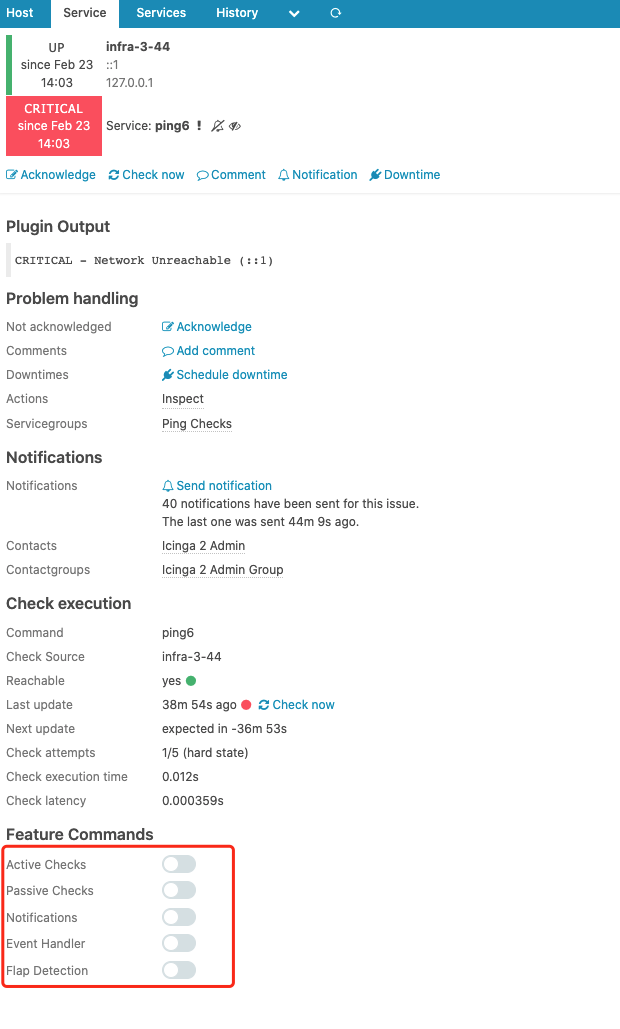 Host Service Services History
UP
since Feb 23
14:03
infra-3-44
::1
127.0.0.1
CRITICAL
since Feb 23
14:03
Service: ping6 !
Acknowledge Check now Comment Notification Downtime
Plugin Output
CRITICAL - Network Unreachable (::1)
Problem handling
Not acknowledged Acknowledge
Comments Add comment
Downtimes Schedule downtime
Actions Inspect
Servicegroups Ping Checks
Notifications
Notifications Send notification
40 notifications have been sent for this issue.
The last one was sent 44m 9s ago.
Contacts Icinga 2 Admin
Contactgroups Icinga 2 Admin Group
Check execution
Command ping6
Check Source infra-3-44
Reachable yes
Last update 38m 54s ago Check now
Next update expected in -36m 53s
Check attempts 1/5 (hard state)
Check execution time 0.012s
Check latency 0.000359s
Feature Commands
Active Checks
Passive Checks
Notifications
Event Handler
Flap Detection